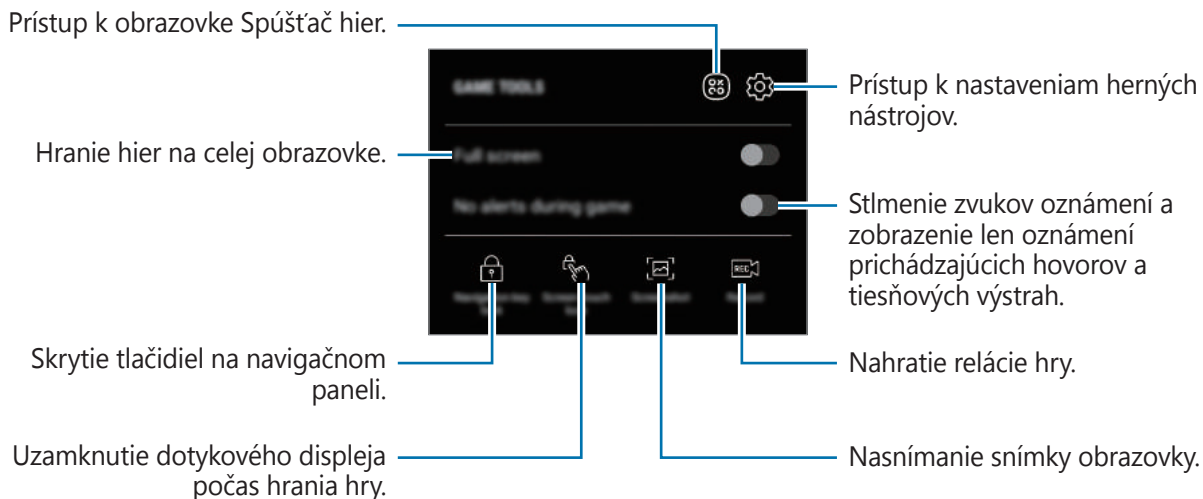 Prístup k obrazovke Spúšťač hier.
GAME TOOLS
Prístup k nastaveniam herných
nástrojov.
Hranie hier na celej obrazovke.
Full screen
No alerts during game
Stlmenie zvukov oznámení a
zobrazenie len oznámení
prichádzajúcich hovorov a
tiesňových výstrah.
REC
Skrytie tlačidiel na navigačnom
paneli.
Nahratie relácie hry.
Uzamknutie dotykového displeja
počas hrania hry.
Nasnímanie snímky obrazovky.